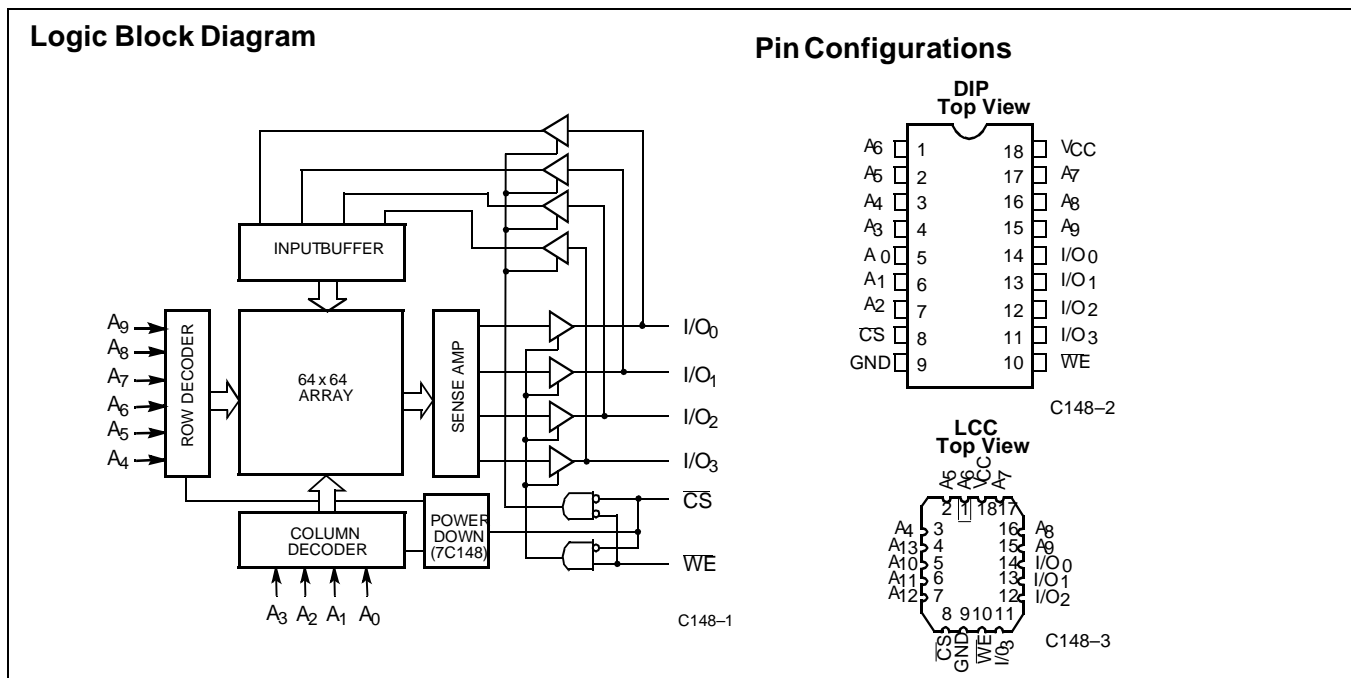 Logic Block Diagram
INPUTBUFFER
A9
A8
A7
A6
A5
A4
ROW DECODER
64 x 64
ARRAY
SENSE AMP
I/O0
I/O1
I/O2
I/O3
CS
WE
COLUMN
DECODER
POWER
DOWN
(7C148)
A3 A2 A1 A0
C148–1
Pin Configurations
DIP
Top View
A6 1 18 VCC
A5 2 17 A7
A4 3 16 A8
A3 4 15 A9
A0 5 14 I/O0
A1 6 13 I/O1
A2 7 12 I/O2
CS 8 11 I/O3
GND 9 10 WE
C148–2
LCC
Top View
A5 A6 VCC A7
2 1 18 17
A4 3 16 A8
A13 4 15 A9
A10 5 14 I/O0
A11 6 13 I/O1
A12 7 12 I/O2
8 9 10 11
CS GND WE I/O3
C148–3